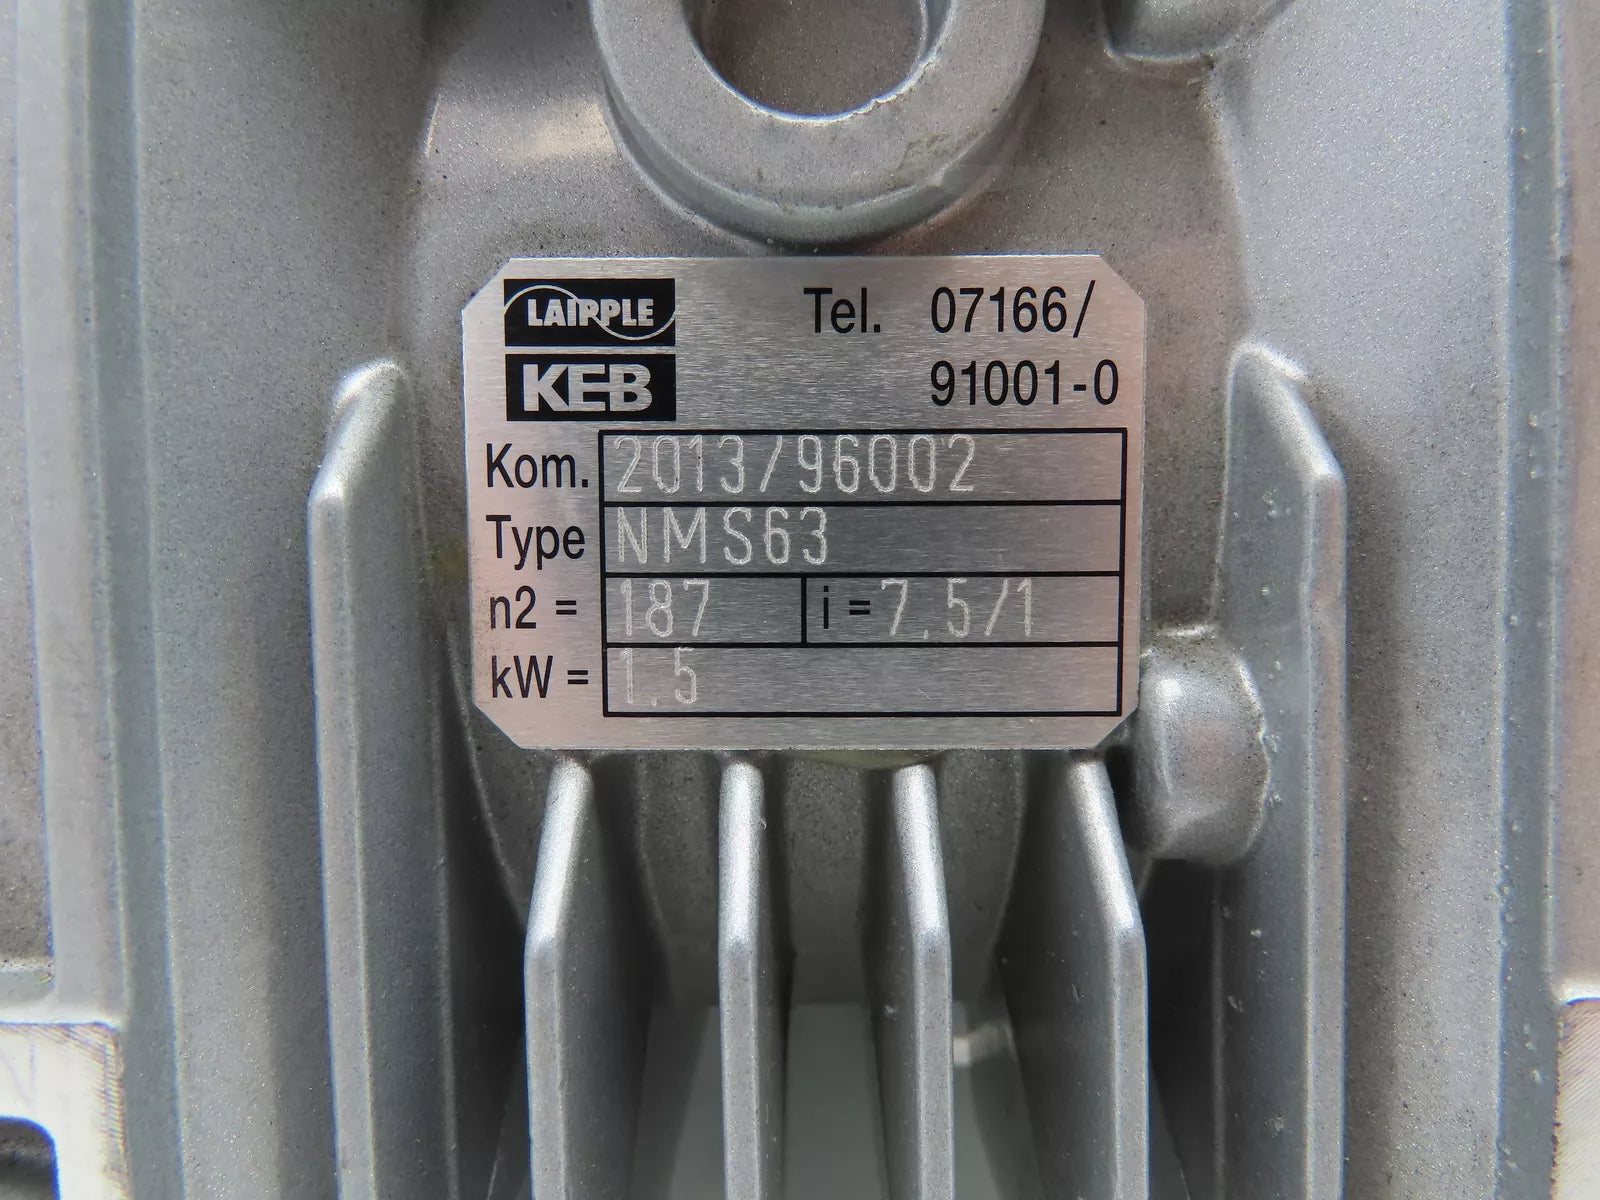 LAIPPLE
KEB
Tel. 07166/
91001-0
Kom. 2013/96002
Type NMS63
n2 = 187 i = 7.5/1
kW = 1.5